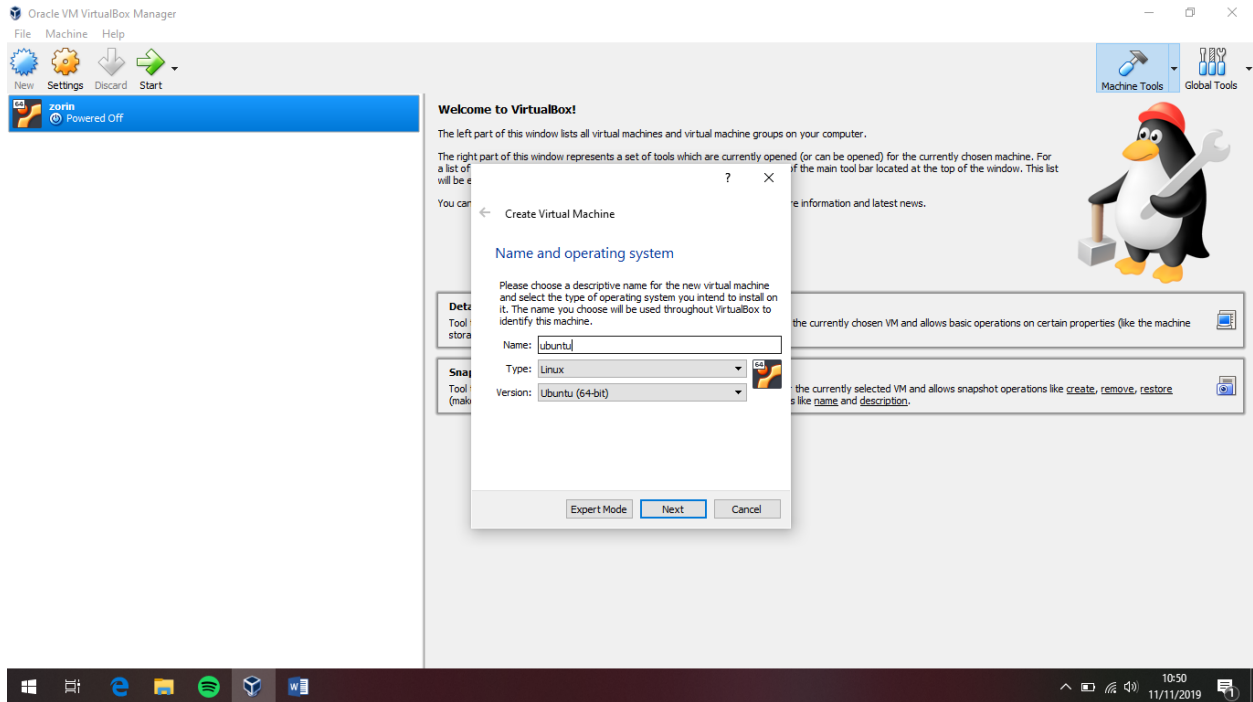 Oracle VM VirtualBox Manager
File Machine Help
New Settings Discard Start
Machine Tools Global Tools
64 zorin
Powered Off
Welcome to VirtualBox!
The left part of this window lists all virtual machines and virtual machine groups on your computer.
The right part of this window represents a set of tools which are currently opened (or can be opened) for the currently chosen machine. For
a list of f the main tool bar located at the top of the window. This list
will be e
You can re information and latest news.
? 
Create Virtual Machine
Name and operating system
Please choose a descriptive name for the new virtual machine
and select the type of operating system you intend to install on
it. The name you choose will be used throughout VirtualBox to
identify this machine.
Name: ubuntu
Type: Linux 64
Version: Ubuntu (64-bit)
Expert Mode Next Cancel
Deta
Tool the currently chosen VM and allows basic operations on certain properties (like the machine
stora
Snap
Tool the currently selected VM and allows snapshot operations like create, remove, restore
(mak s like name and description.
10:50
11/11/2019
1